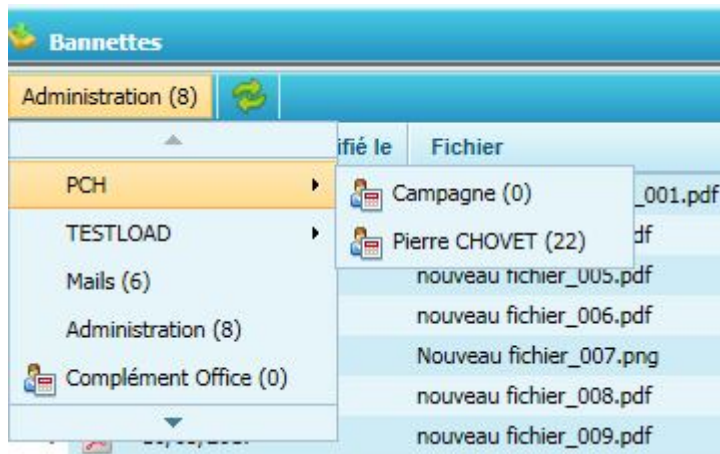 Bannettes
Administration (8)
ifié le Fichier
PCH
Campagne (0)
_001.pdf
TESTLOAD
Pierre CHOVET (22)
df
Mails (6)
nouveau fichier_005.pdf
Administration (8)
nouveau fichier_006.pdf
Nouveau fichier_007.png
Complément Office (0)
nouveau fichier_008.pdf
nouveau fichier_009.pdf